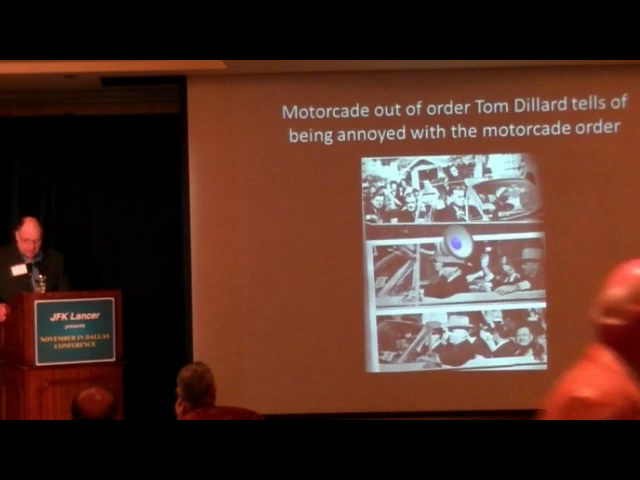 Motorcade out of order Tom Dillard tells of
being annoyed with the motorcade order
JFK Lancer
presents
NOVEMBER IN DALLAS
CONFERENCE